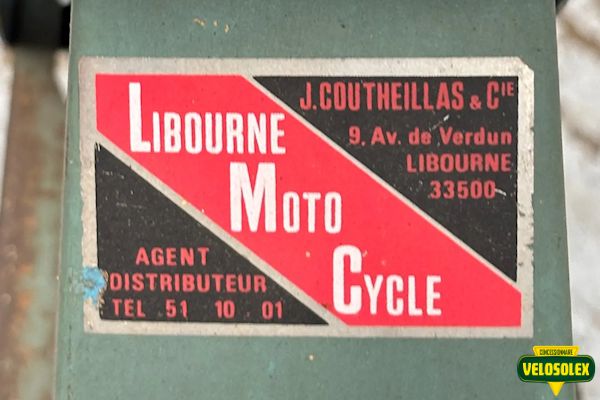 LIBOURNE
MOTO
CYCLE
J. COUTHEILLAS & CIE
9, Av. de Verdun
LIBOURNE
33500
AGENT
DISTRIBUTEUR
TEL 51 10 01
CONCESSIONNAIRE
VELOSOLEX